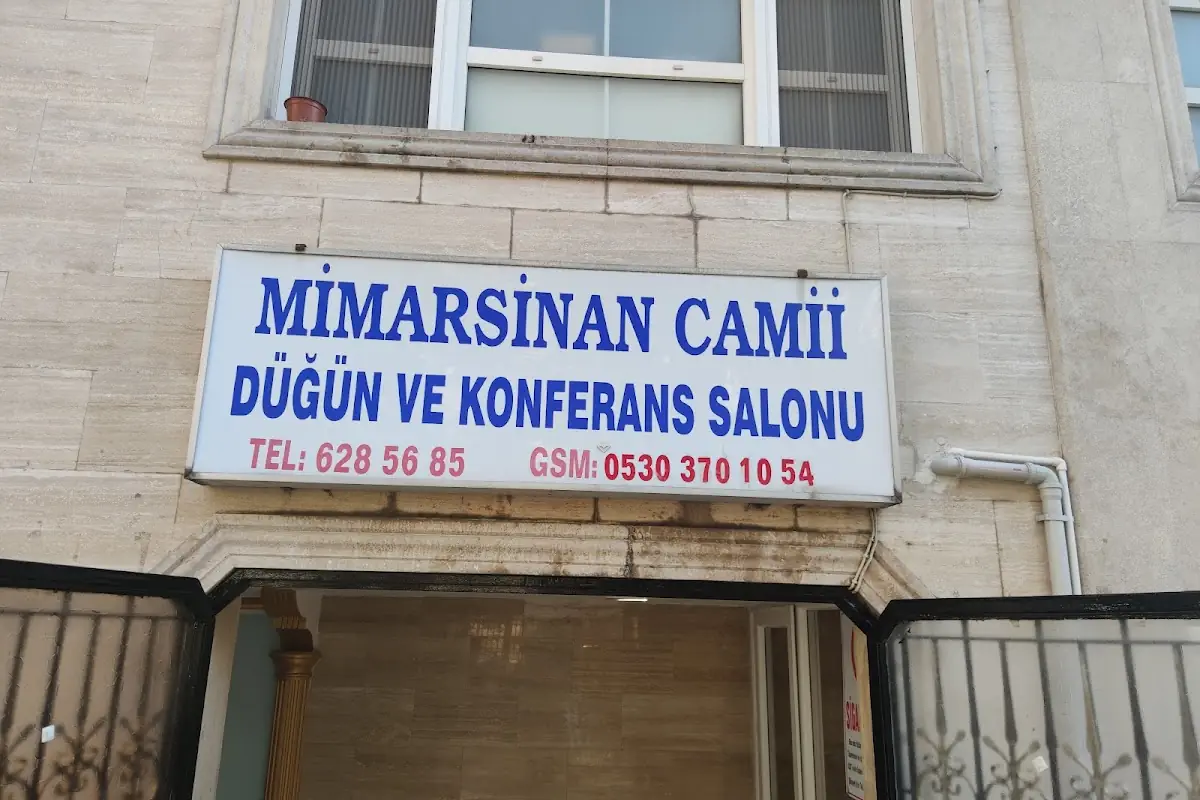 MİMARSİNAN CAMİİ
DÜĞÜN VE KONFERANS SALONU
TEL: 628 56 85 GSM: 0530 370 10 54